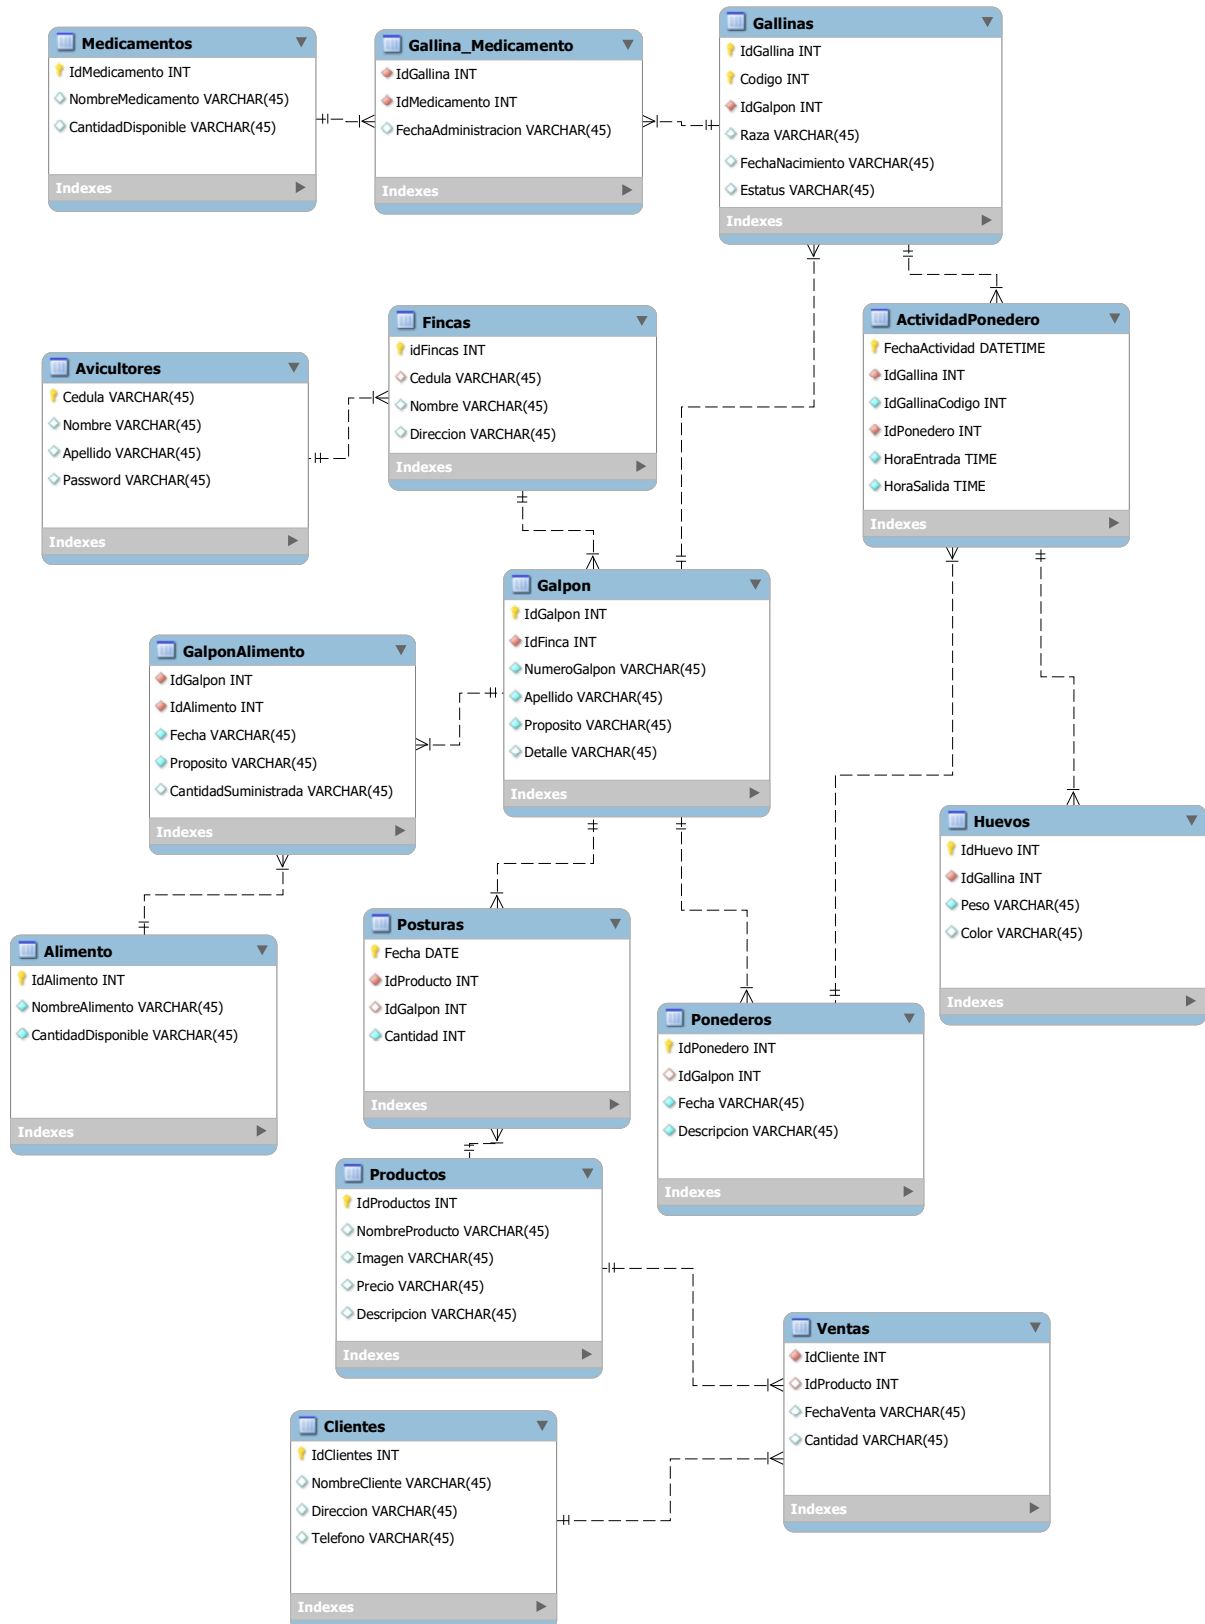 Medicamentos
IdMedicamento INT
NombreMedicamento VARCHAR(45)
CantidadDisponible VARCHAR(45)
Indexes
Gallina_Medicamento
IdGallina INT
IdMedicamento INT
FechaAdministracion VARCHAR(45)
Indexes
Gallinas
IdGallina INT
Codigo INT
IdGalpon INT
Raza VARCHAR(45)
FechaNacimiento VARCHAR(45)
Estatus VARCHAR(45)
Indexes
Avicultores
Cedula VARCHAR(45)
Nombre VARCHAR(45)
Apellido VARCHAR(45)
Password VARCHAR(45)
Indexes
Fincas
idFincas INT
Cedula VARCHAR(45)
Nombre VARCHAR(45)
Direccion VARCHAR(45)
Indexes
ActividadPonedero
FechaActividad DATETIME
IdGallina INT
IdGallinaCodigo INT
IdPonedero INT
HoraEntrada TIME
HoraSalida TIME
Indexes
GalponAlimento
IdGalpon INT
IdAlimento INT
Fecha VARCHAR(45)
Proposito VARCHAR(45)
CantidadSuministrada VARCHAR(45)
Indexes
Galpon
IdGalpon INT
IdFinca INT
NumeroGalpon VARCHAR(45)
Apellido VARCHAR(45)
Proposito VARCHAR(45)
Detalle VARCHAR(45)
Indexes
Huevos
IdHuevo INT
IdGallina INT
Peso VARCHAR(45)
Color VARCHAR(45)
Indexes
Alimento
IdAlimento INT
NombreAlimento VARCHAR(45)
CantidadDisponible VARCHAR(45)
Indexes
Posturas
Fecha DATE
IdProducto INT
IdGalpon INT
Cantidad INT
Indexes
Ponederos
IdPonedero INT
IdGalpon INT
Fecha VARCHAR(45)
Descripcion VARCHAR(45)
Indexes
Productos
IdProductos INT
NombreProducto VARCHAR(45)
Imagen VARCHAR(45)
Precio VARCHAR(45)
Descripcion VARCHAR(45)
Indexes
Ventas
IdCliente INT
IdProducto INT
FechaVenta VARCHAR(45)
Cantidad VARCHAR(45)
Indexes
Clientes
IdClientes INT
NombreCliente VARCHAR(45)
Direccion VARCHAR(45)
Telefono VARCHAR(45)
Indexes